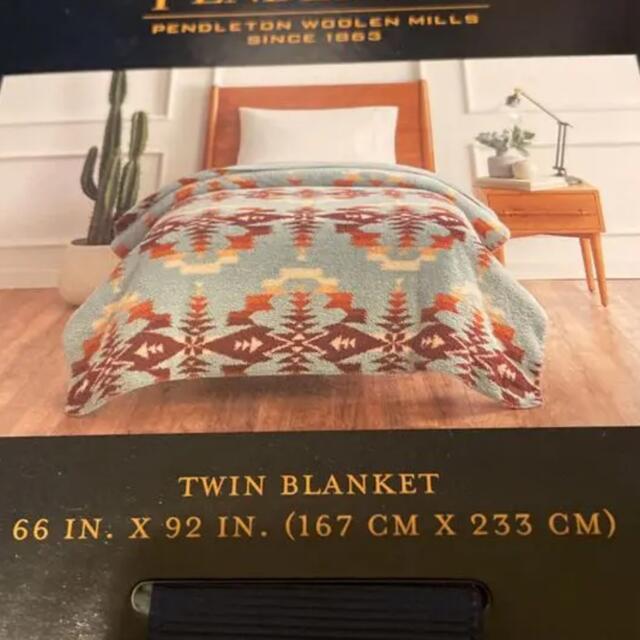 PENDLETON WOOLEN MILLS
SINCE 1863
TWIN BLANKET
66 IN. X 92 IN. (167 CM X 233 CM)